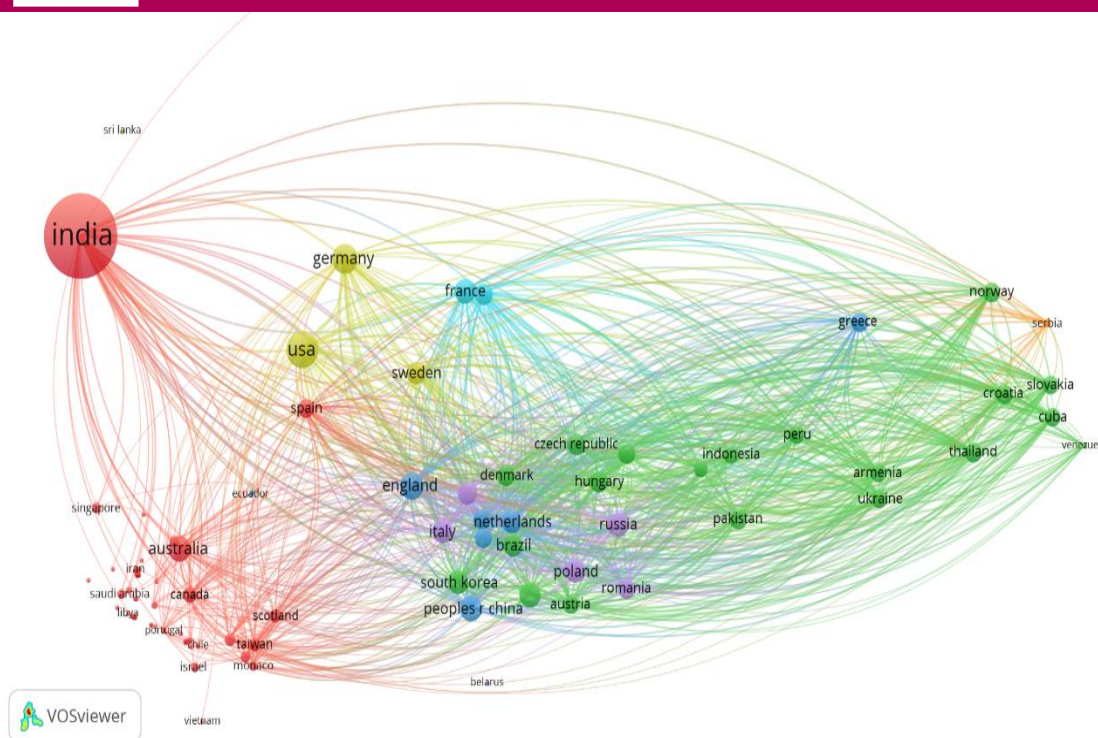 sri lanka
india
germany
france
norway
greece
serbia
usa
sweden
slovakia
croatia
spain
cuba
peru
czech republic
venezue
thailand
indonesia
armenia
denmark
hungary
england
ecuador
ukraine
singapore
pakistan
netherlands
russia
italy
brazil
australia
iran
poland
south korea
romania
saudi arabia
canada
austria
peoples r china
libya
scotland
portugal
chile
taiwan
israel
monaco
belarus
VOSviewer
vietnam